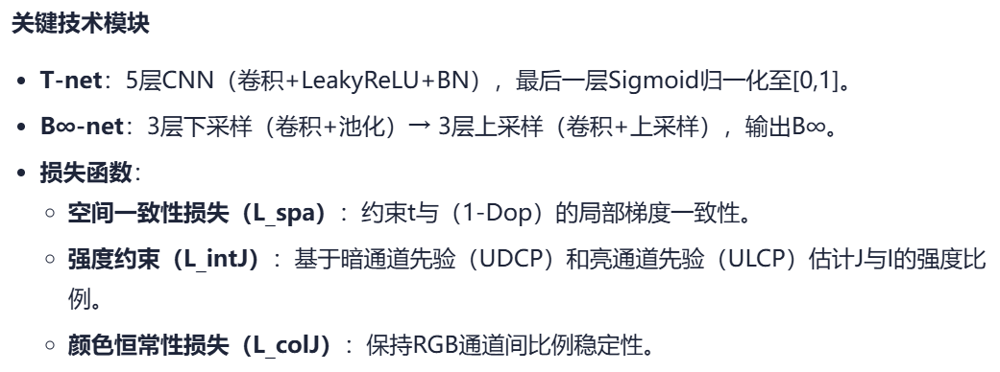 关键技术模块
• T-net：5层CNN（卷积+LeakyReLU+BN），最后一层Sigmoid归一化至[0,1]。
• B∞-net：3层下采样（卷积+池化）→ 3层上采样（卷积+上采样），输出B∞。
• 损失函数：
◦ 空间一致性损失（L_spa）：约束t与（1-Dop）的局部梯度一致性。
◦ 强度约束（L_intJ）：基于暗通道先验（UDCP）和亮通道先验（ULCP）估计J与I的强度比
例。
◦ 颜色恒常性损失（L_colJ）：保持RGB通道间比例稳定性。